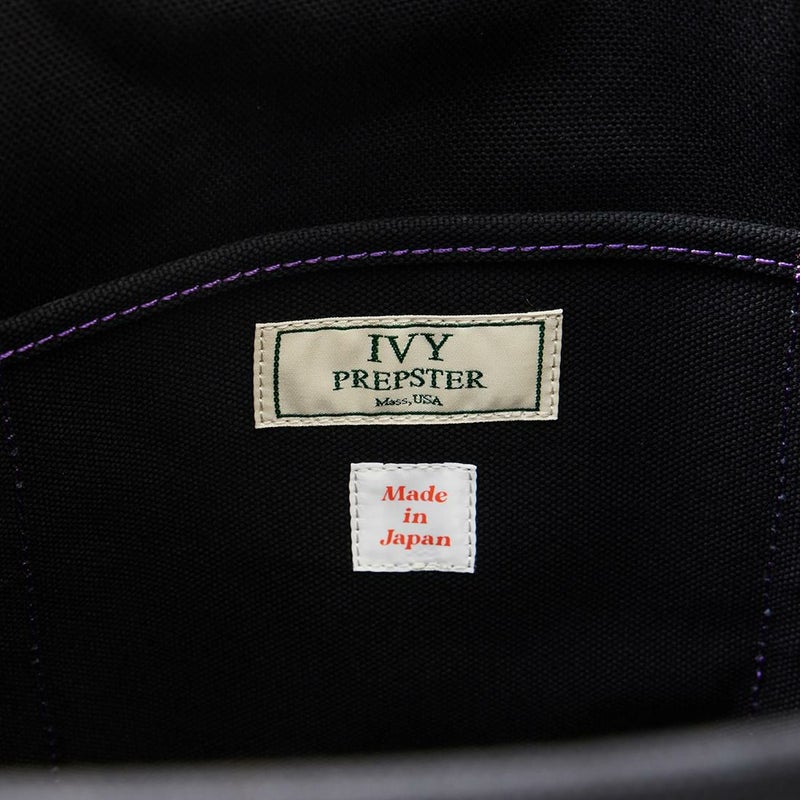 IVY
PREPSTER
Mass, USA
Made
in
Japan